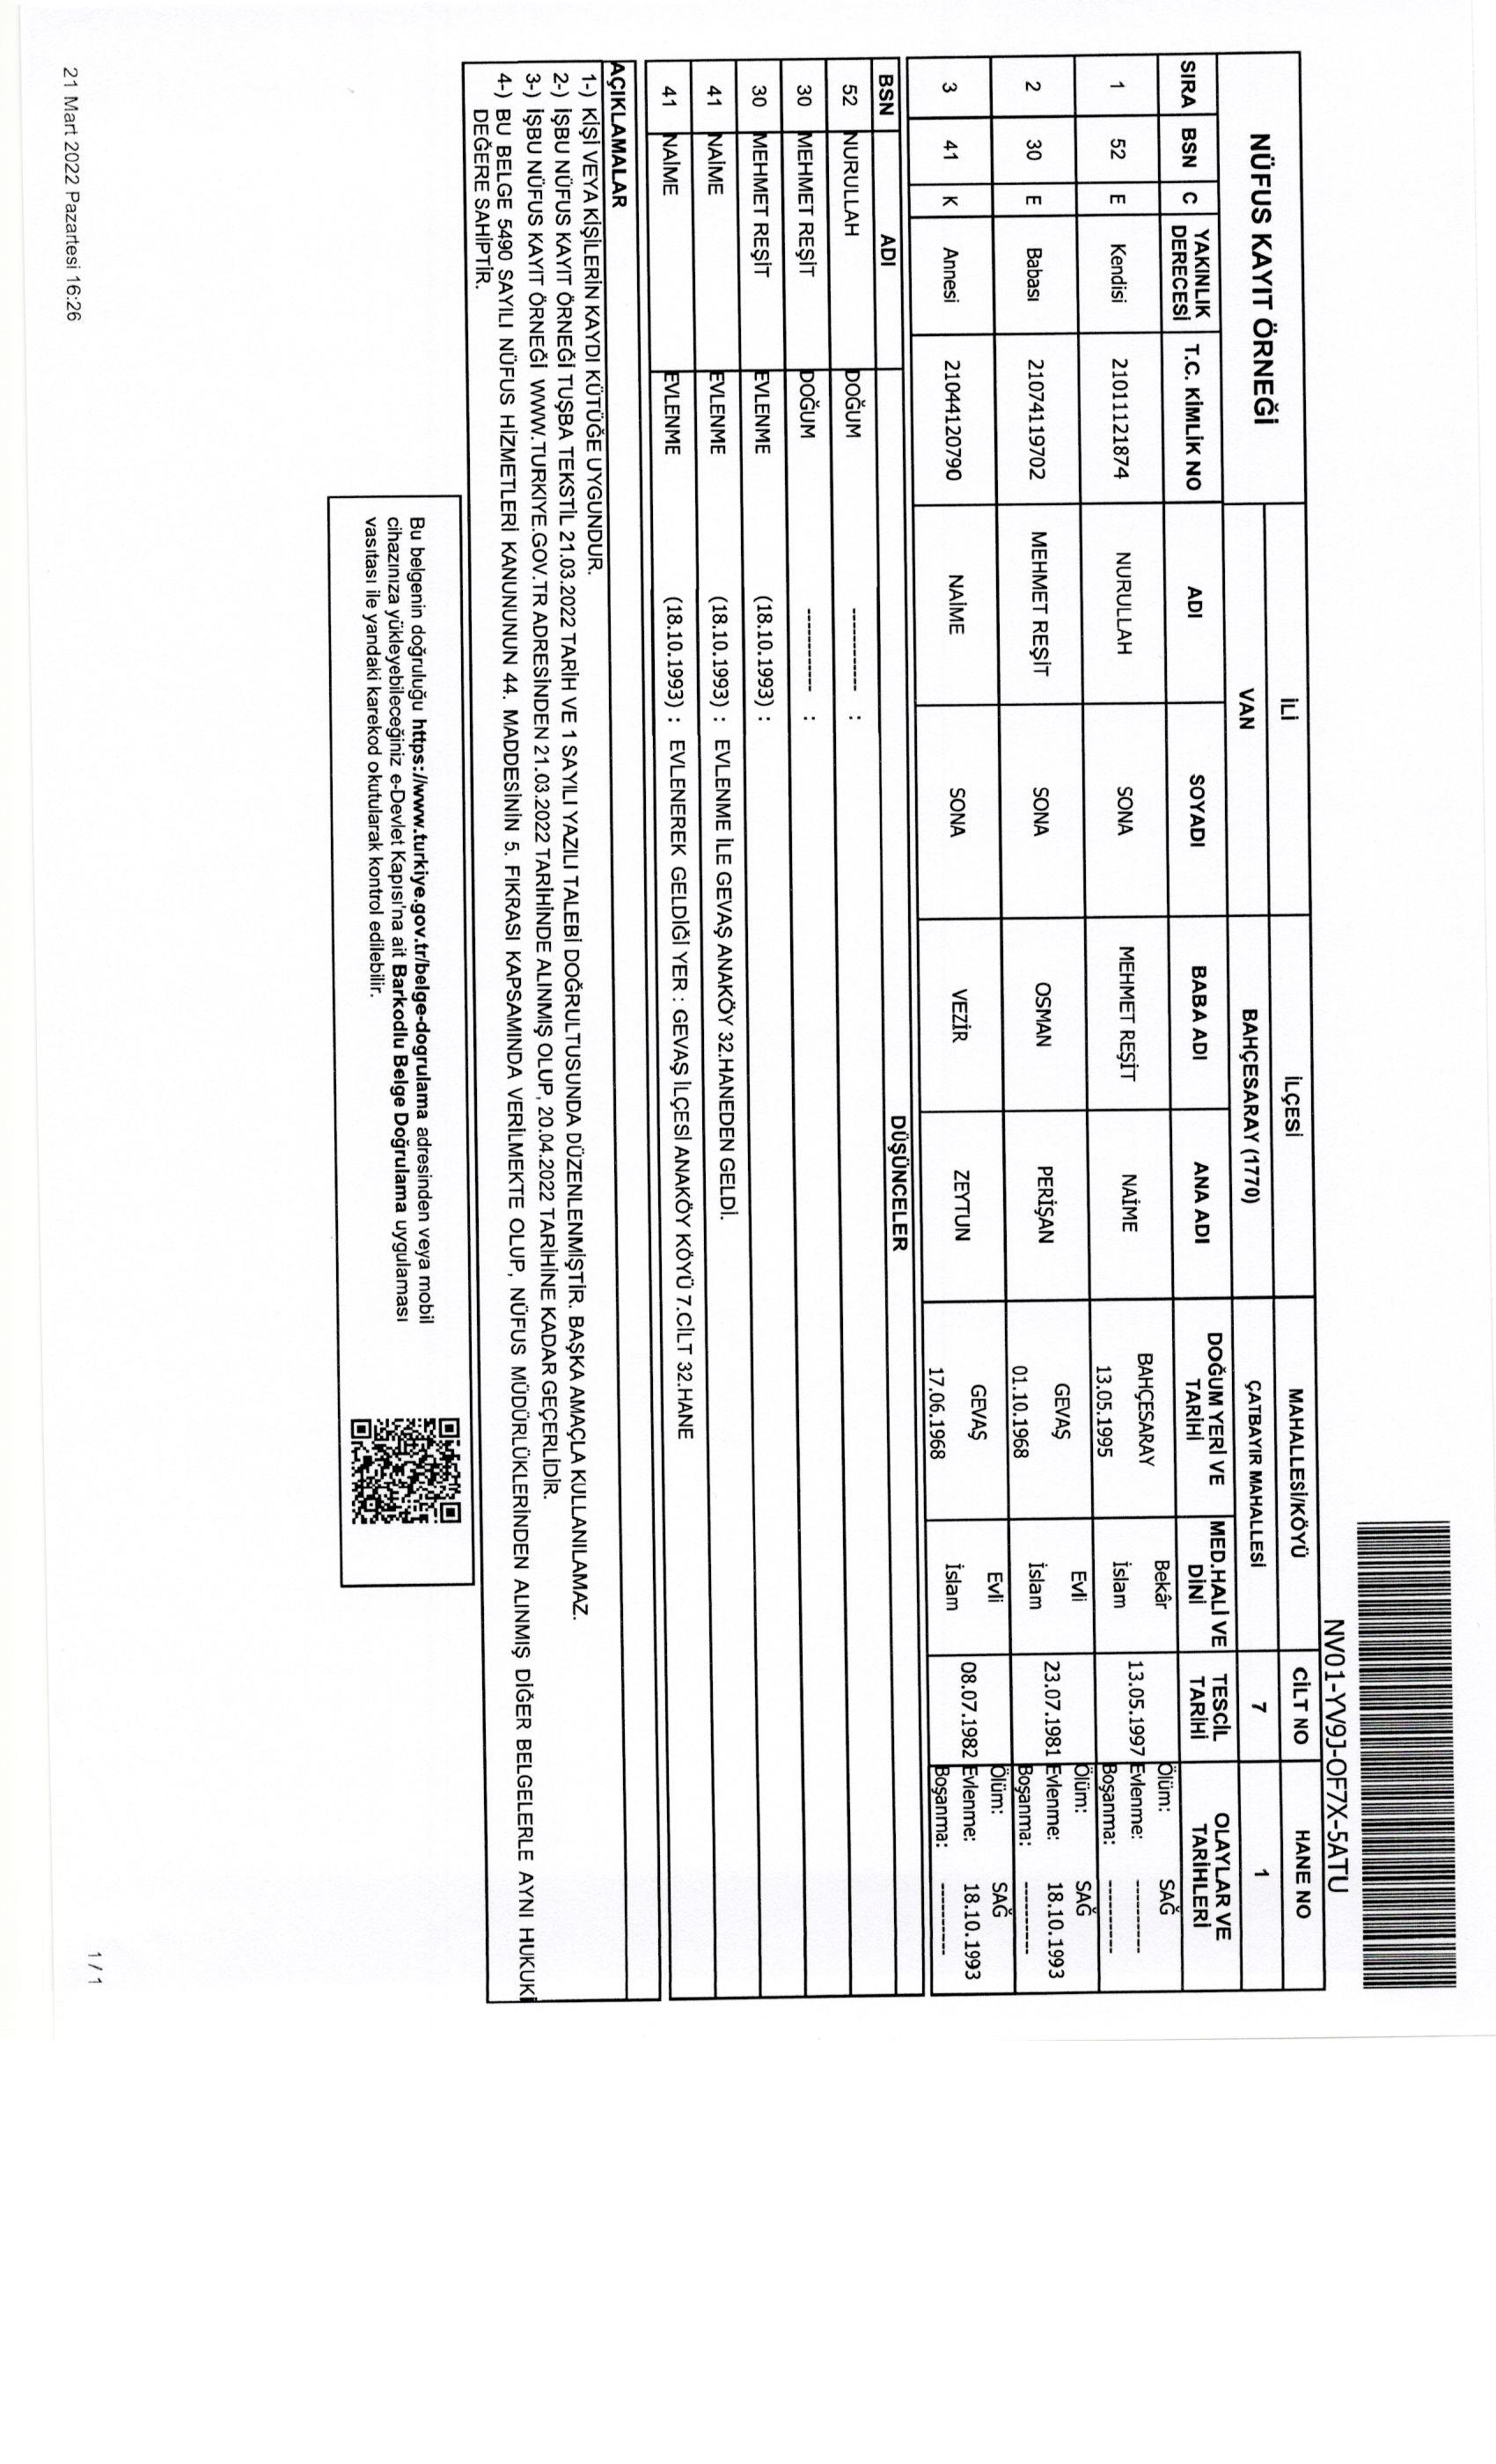 NV01-YV9J-OF7X-5ATU
NÜFUS KAYIT ÖRNEĞİ İLİ İLÇESİ MAHALLESİ/KÖYÜ CİLT NO HANE NO
VAN BAHÇESARAY (1770) ÇATBAYIR MAHALLESİ 7 1
SIRA BSN C YAKINLIK DERECESİ T.C. KİMLİK NO ADI SOYADI BABA ADI ANA ADI DOĞUM YERİ VE TARİHİ MED.HALİ VE DİNİ TESCİL TARİHİ OLAYLAR VE TARİHLERİ
1 52 E Kendisi 21011121874 NURULLAH SONA MEHMET REŞİT NAİME BAHÇESARAY 13.05.1995 Bekâr İslam 13.05.1997 Ölüm: SAĞ Evlenme: ---------- Boşanma: ----------
2 30 E Babası 21074119702 MEHMET REŞİT SONA OSMAN PERİŞAN GEVAŞ 01.10.1968 Evli İslam 23.07.1981 Ölüm: SAĞ Evlenme: 18.10.1993 Boşanma: ----------
3 41 K Annesi 21044120790 NAİME SONA VEZİR ZEYTUN GEVAŞ 17.06.1968 Evli İslam 08.07.1982 Ölüm: SAĞ Evlenme: 18.10.1993 Boşanma: ----------
BSN ADI DÜŞÜNCELER
52 NURULLAH DOĞUM ----------- :
30 MEHMET REŞİT DOĞUM ----------- :
30 MEHMET REŞİT EVLENME (18.10.1993) :
41 NAİME EVLENME (18.10.1993) : EVLENME İLE GEVAŞ ANAKÖY 32.HANEDEN GELDİ.
41 NAİME EVLENME (18.10.1993) : EVLENEREK GELDİĞİ YER : GEVAŞ İLÇESİ ANAKÖY KÖYÜ 7.CİLT 32.HANE
AÇIKLAMALAR
1-) KİŞİ VEYA KİŞİLERİN KAYDI KÜTÜĞE UYGUNDUR.
2-) İŞBU NÜFUS KAYIT ÖRNEĞİ TUŞBA TEKSTİL 21.03.2022 TARİH VE 1 SAYILI YAZILI TALEBİ DOĞRULTUSUNDA DÜZENLENMİŞTİR. BAŞKA AMAÇLA KULLANILAMAZ.
3-) İŞBU NÜFUS KAYIT ÖRNEĞİ WWW.TURKIYE.GOV.TR ADRESİNDEN 21.03.2022 TARİHİNDE ALINMIŞ OLUP, 20.04.2022 TARİHİNE KADAR GEÇERLİDİR.
4-) BU BELGE 5490 SAYILI NÜFUS HİZMETLERİ KANUNUNUN 44. MADDESİNİN 5. FIKRASI KAPSAMINDA VERİLMEKTE OLUP, NÜFUS MÜDÜRLÜKLERİNDEN ALINMIŞ DİĞER BELGELERLE AYNI HUKUKİ
DEĞERE SAHİPTİR.
Bu belgenin doğruluğu https://www.turkiye.gov.tr/belge-dogrulama adresinden veya mobil
cihazınıza yükleyebileceğiniz e-Devlet Kapısı'na ait Barkodlu Belge Doğrulama uygulaması
vasıtası ile yandaki karekod okutularak kontrol edilebilir.
21 Mart 2022 Pazartesi 16:26 1 / 1